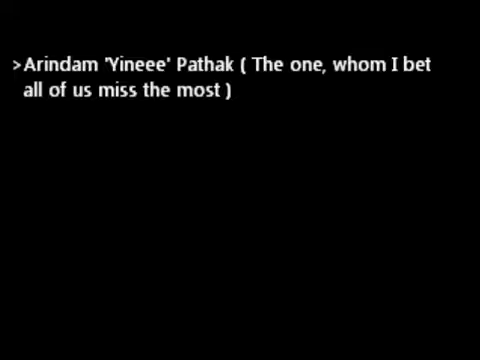 >Arindam 'Yineee' Pathak ( The one, whom I bet
all of us miss the most )